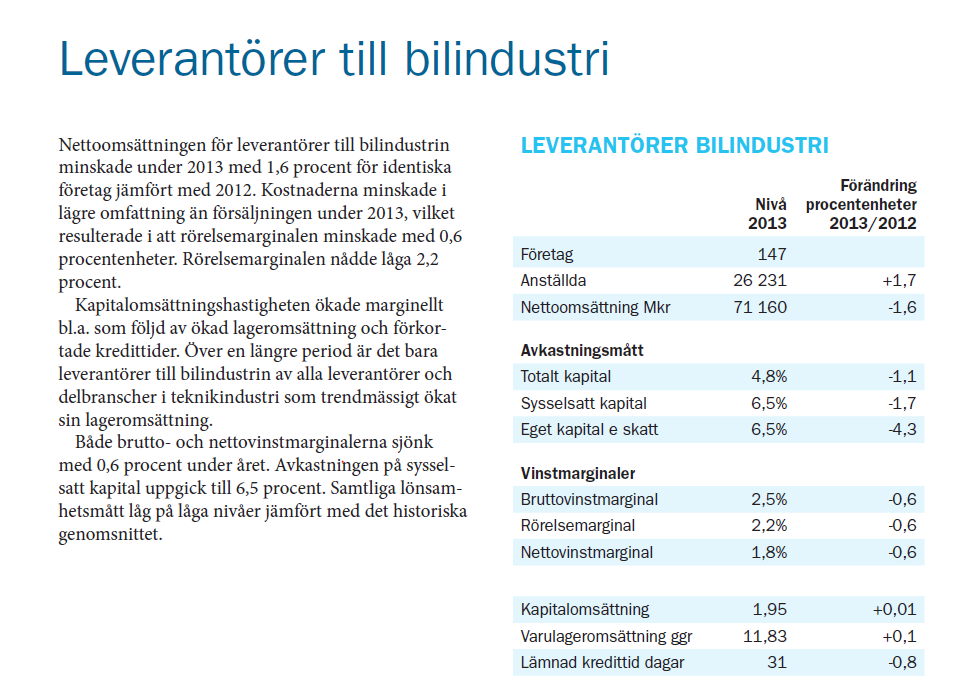 Leverantörer till bilindustri
Nettoomsättningen för leverantörer till bilindustrin
minskade under 2013 med 1,6 procent för identiska
företag jämfört med 2012. Kostnaderna minskade i
lägre omfattning än försäljningen under 2013, vilket
resulterade i att rörelsemarginalen minskade med 0,6
procentenheter. Rörelsemarginalen nådde låga 2,2
procent.
Kapitalomsättningshastigheten ökade marginellt
bl.a. som följd av ökad lageromsättning och förkor-
tade kredittider. Över en längre period är det bara
leverantörer till bilindustrin av alla leverantörer och
delbranscher i teknikindustri som trendmässigt ökat
sin lageromsättning.
Både brutto- och nettovinstmarginalerna sjönk
med 0,6 procent under året. Avkastningen på syssel-
satt kapital uppgick till 6,5 procent. Samtliga lönsam-
hetsmått låg på låga nivåer jämfört med det historiska
genomsnittet.
LEVERANTÖRER BILINDUSTRI
Förändring
Nivå procentenheter
2013 2013/2012
Företag 147
Anställda 26 231 +1,7
Nettoomsättning Mkr 71 160 -1,6
Avkastningsmått
Totalt kapital 4,8% -1,1
Sysselsatt kapital 6,5% -1,7
Eget kapital e skatt 6,5% -4,3
Vinstmarginaler
Bruttovinstmarginal 2,5% -0,6
Rörelsemarginal 2,2% -0,6
Nettovinstmarginal 1,8% -0,6
Kapitalomsättning 1,95 +0,01
Varulageromsättning ggr 11,83 +0,1
Lämnad kredittid dagar 31 -0,8